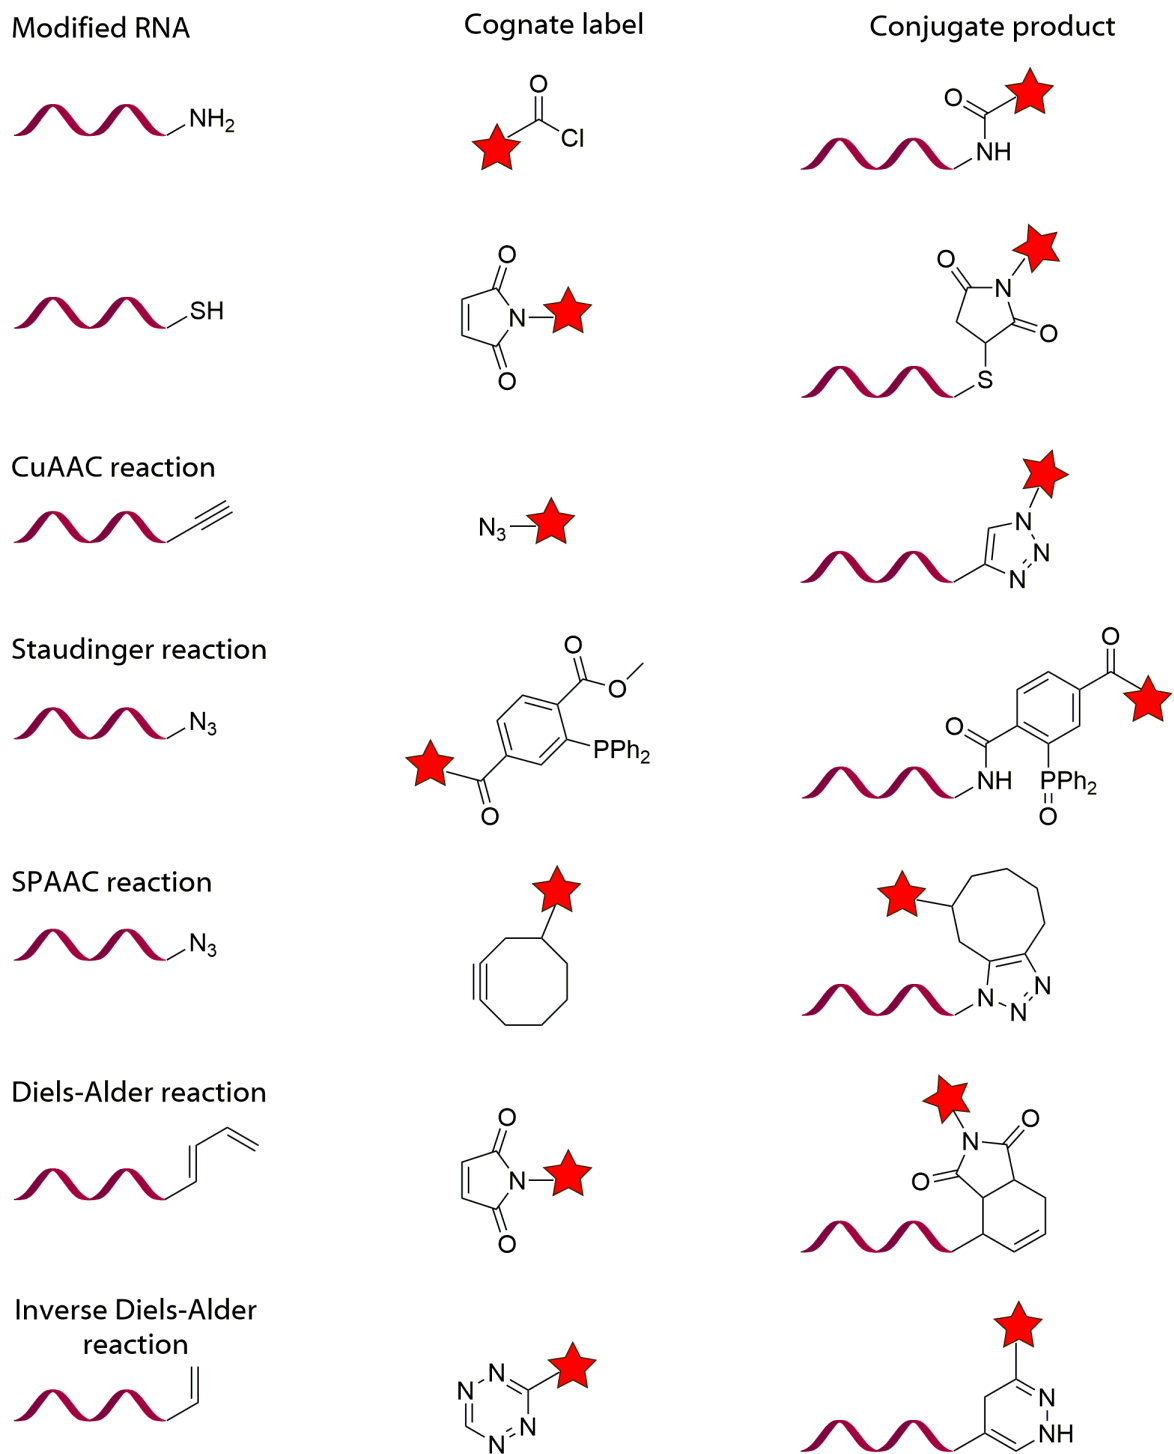 Modified RNA Cognate label Conjugate product
NH2
O
Cl
O
NH
SH
O
N
O
O
N
O
S
CuAAC reaction
N3
N
N
N
Staudinger reaction
N3
O
O
PPh2
O
O
O
NH
PPh2
O
SPAAC reaction
N3
N
N
N
Diels-Alder reaction
O
N
O
N
O
O
Inverse Diels-Alder
reaction
N
N
N
N
N
NH